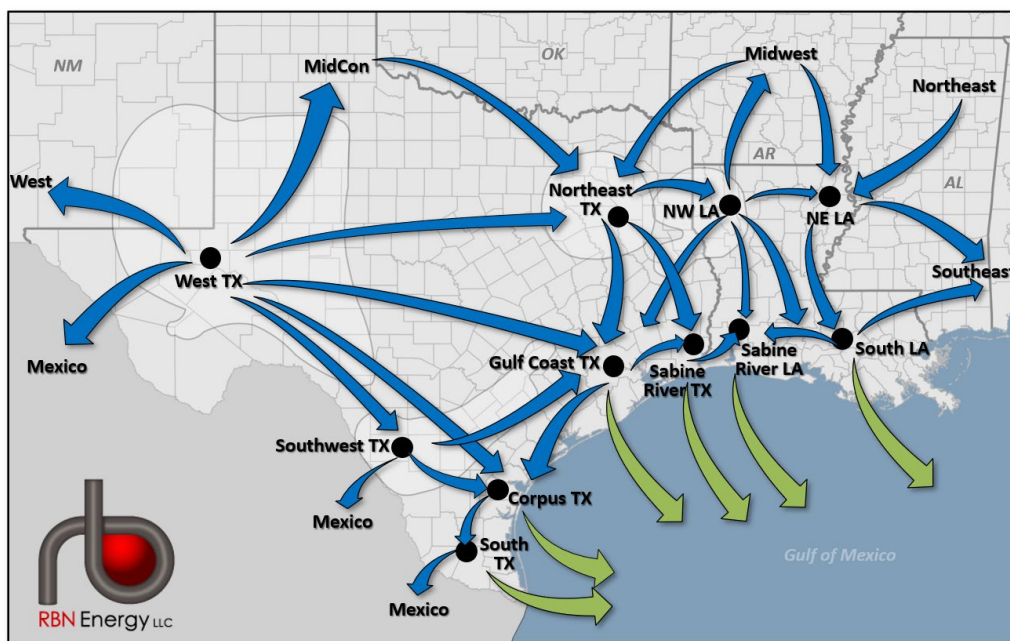 NM
OK
MidCon
Midwest
Northeast
AR
AL
West
Northeast
TX
NW LA
NE LA
West TX
Southeast
Mexico
Gulf Coast TX
Sabine
River TX
Sabine
River LA
South LA
Southwest TX
Mexico
Corpus TX
South
TX
Mexico
Gulf of Mexico
rb
RBN Energy LLC